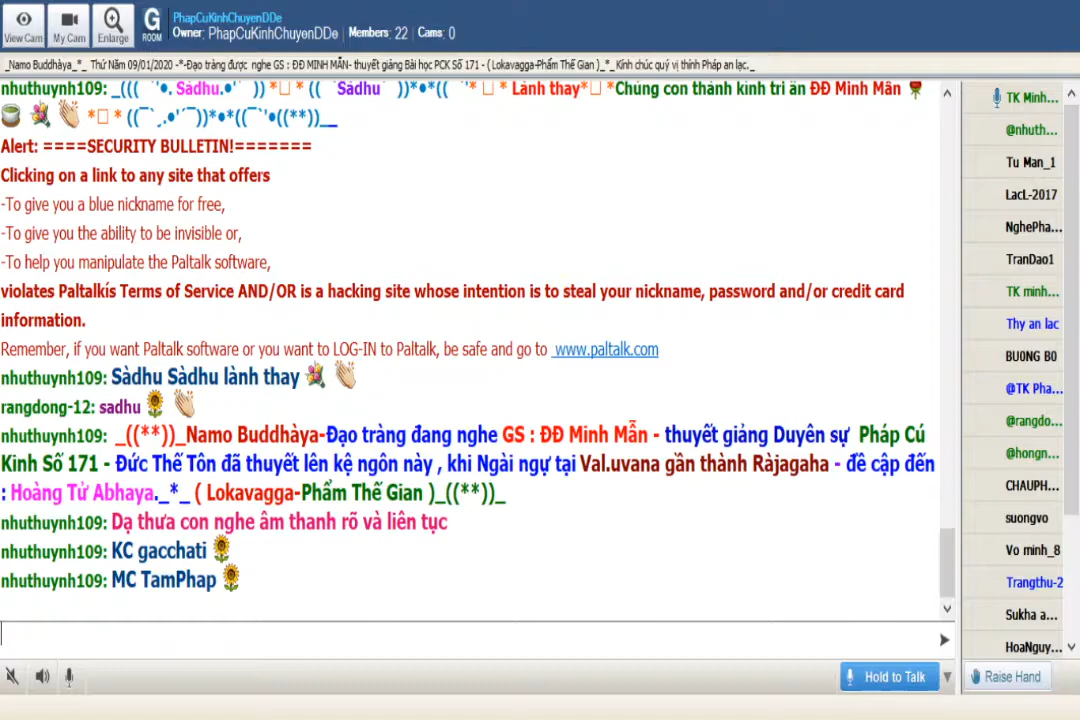 PhapCuKinhChuyenDDe
G ROOM Owner: PhapCuKinhChuyenDDe | Members: 22 | Cams: 0
View Cam My Cam Enlarge
_Namo Buddhàya_*_ Thứ Năm 09/01/2020 -*-Đạo tràng được nghe GS : ĐĐ MINH MẪN- thuyết giảng Bài học PCK Số 171 - ( Lokavagga-Phẩm Thế Gian )_*_Kính chúc quý vị thính Pháp an lạc._
nhuthuynh109: _((( ¨'•. Sàdhu.•'¨ )) *□ * (( ¨Sàdhu¨ ))*•*(( ¨'* □ * Lành thay*□ *Chúng con thành kính tri ân ĐĐ Minh Mân
*□ * ((¯`¸.•'´¯))*•*((¯`'•((**))__
Alert: ====SECURITY BULLETIN!=======
Clicking on a link to any site that offers
-To give you a blue nickname for free,
-To give you the ability to be invisible or,
-To help you manipulate the Paltalk software,
violates Paltalkís Terms of Service AND/OR is a hacking site whose intention is to steal your nickname, password and/or credit card
information.
Remember, if you want Paltalk software or you want to LOG-IN to Paltalk, be safe and go to www.paltalk.com
nhuthuynh109: Sàdhu Sàdhu lành thay
rangdong-12: sadhu
nhuthuynh109: _((**))_Namo Buddhàya-Đạo tràng đang nghe GS : ĐĐ Minh Mẫn - thuyết giảng Duyên sự Pháp Cú
Kinh Số 171 - Đức Thế Tôn đã thuyết lên kệ ngôn này , khi Ngài ngự tại Val.uvana gần thành Ràjagaha - đề cập đến
: Hoàng Tử Abhaya._*_ ( Lokavagga-Phẩm Thế Gian )_((**))_
nhuthuynh109: Dạ thưa con nghe âm thanh rõ và liên tục
nhuthuynh109: KC gacchati
nhuthuynh109: MC TamPhap
TK Minh...
@nhuth...
Tu Man_1
LacL-2017
NghePha...
TranDao1
TK minh...
Thy an lac
BU0NG B0
@TK Pha...
@rangdo...
@hongn...
CHAUPH...
suongvo
Vo minh_8
Trangthu-2
Sukha a...
HoaNguy...
Hold to Talk
Raise Hand